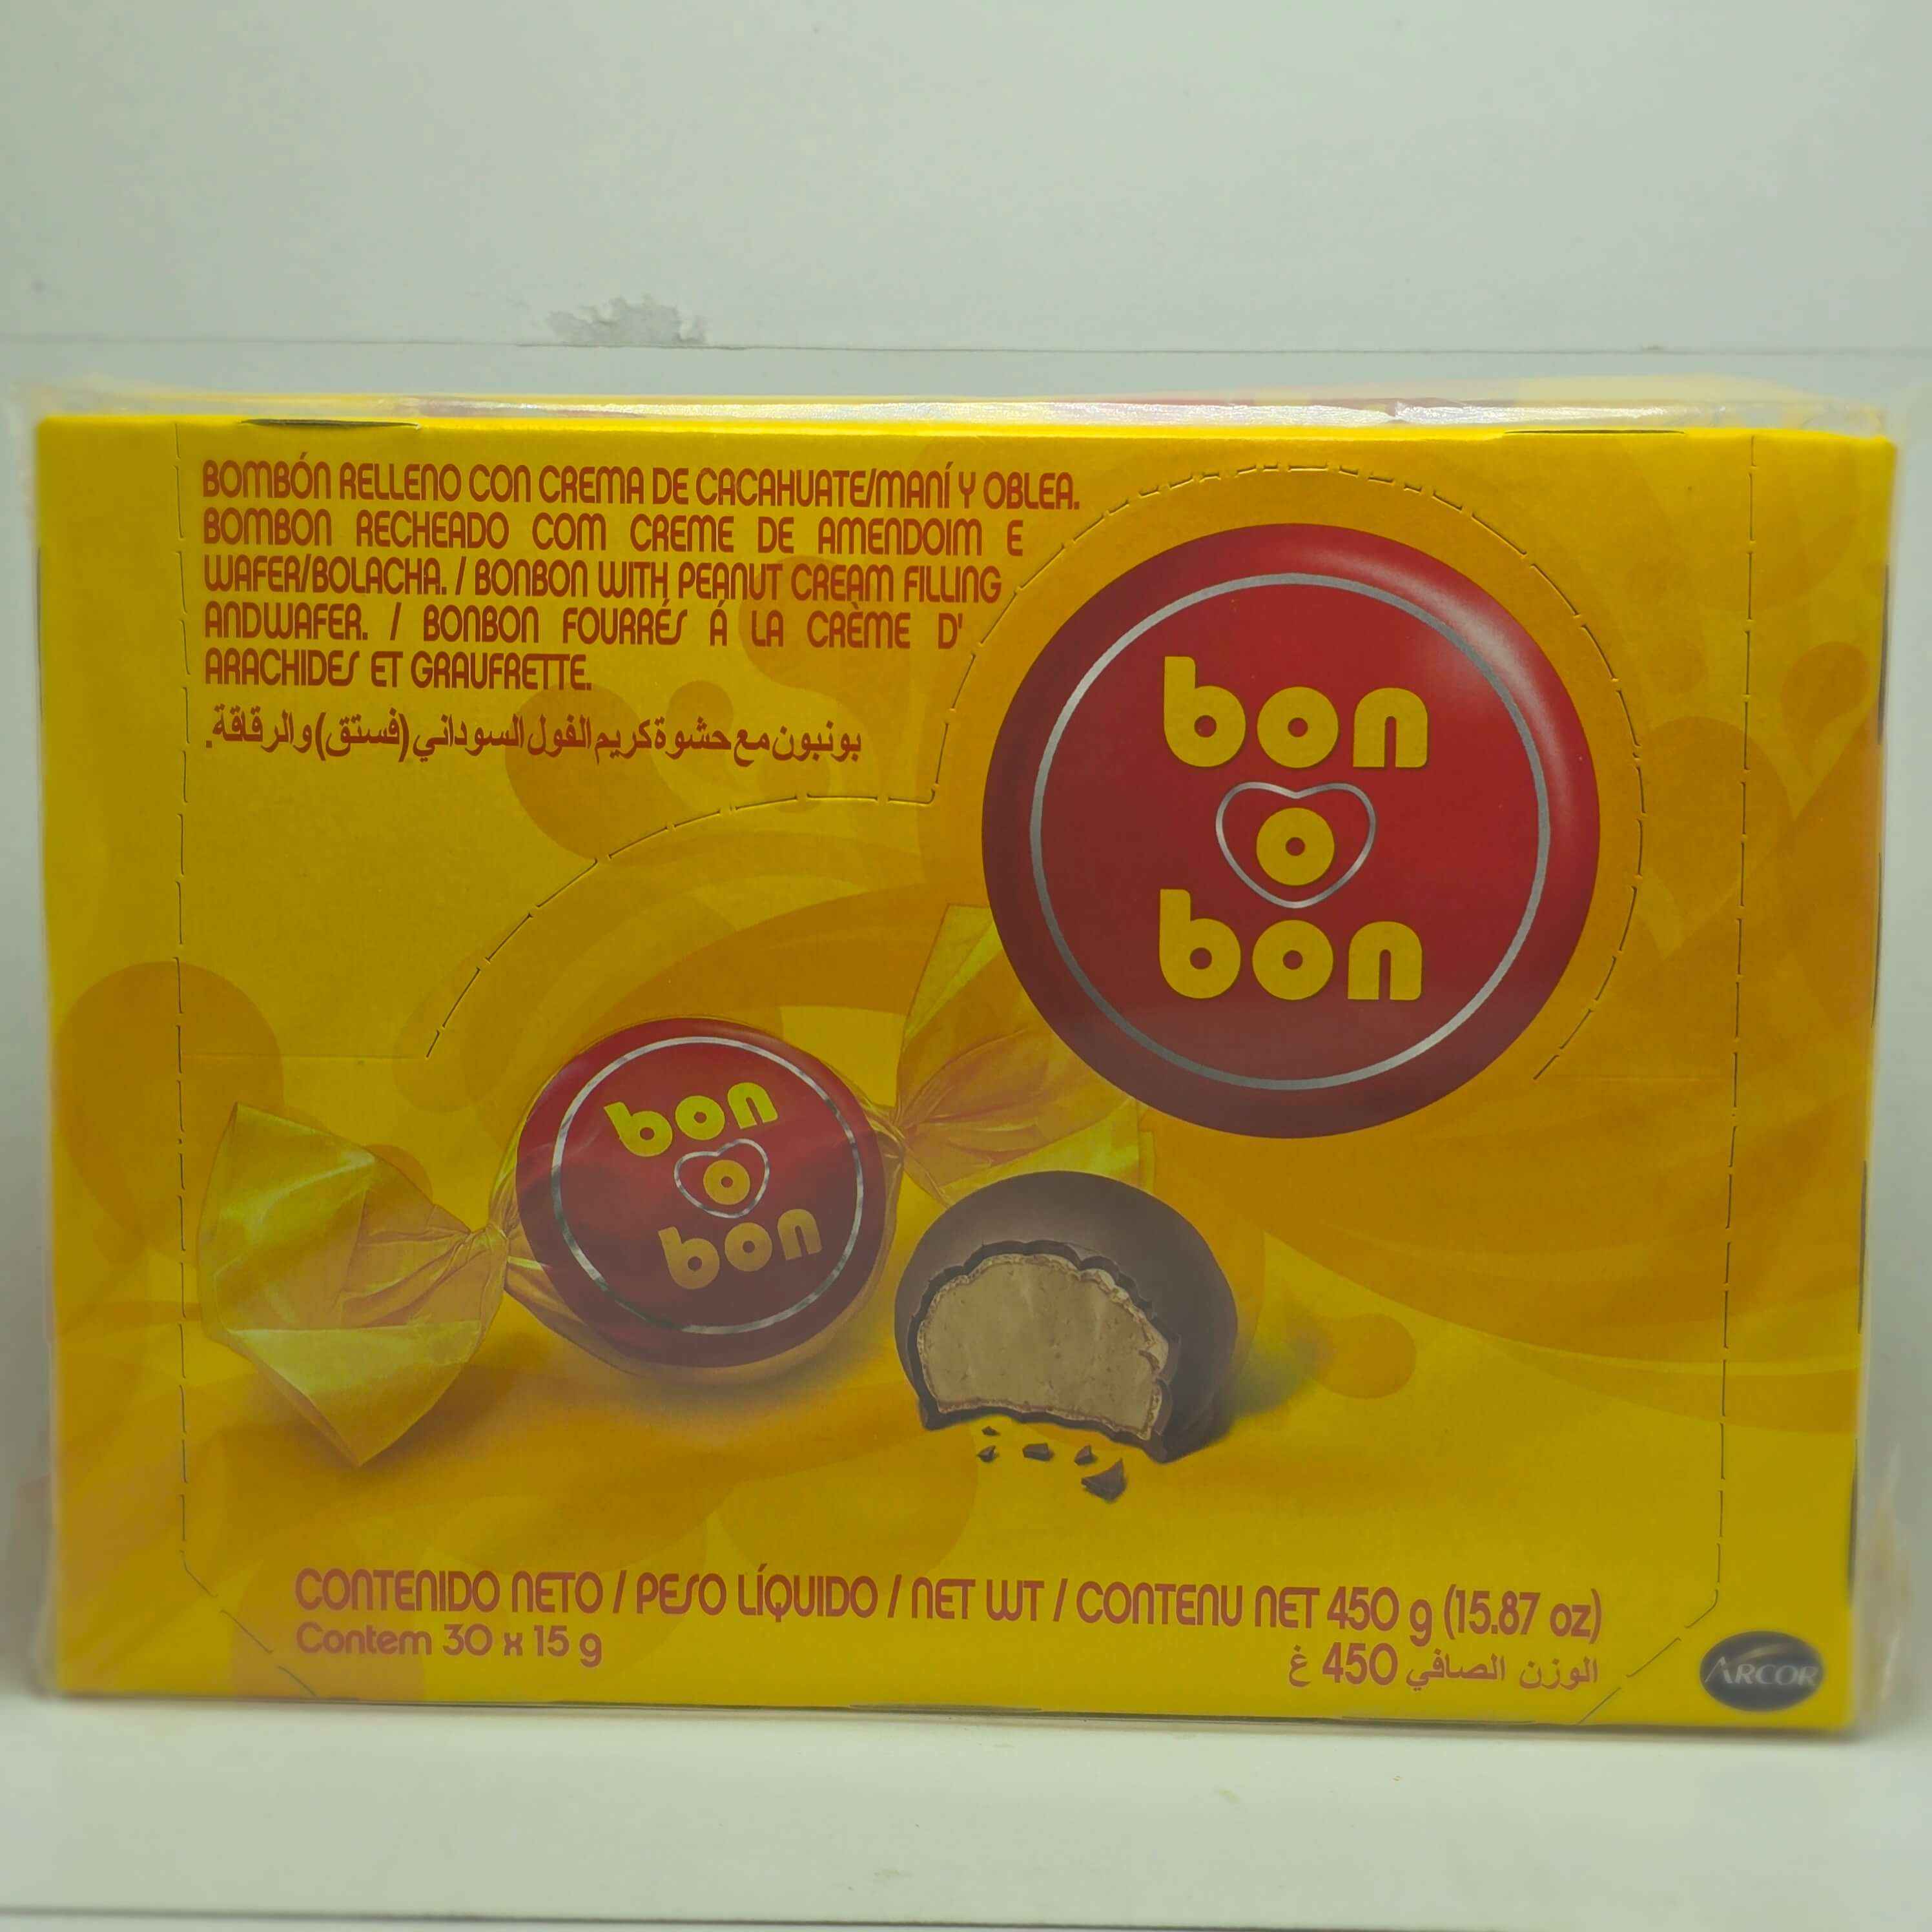 BOMBÓN RELLENO CON CREMA DE CACAHUATE/MANÍ Y OBLEA.
BOMBON RECHEADO COM CREME DE AMENDOIM E
WAFER/BOLACHA. / BONBON WITH PEANUT CREAM FILLING
ANDWAFER. / BONBON FOURRÉS Á LA CRÈME D'
ARACHIDES ET GRAUFRETTE.
بونبون مع حشوة كريم الفول السوداني (فستق) والرقاقة.
bon
o
bon
bon
o
bon
CONTENIDO NETO / PESO LÍQUIDO / NET WT / CONTENU NET 450 g (15.87 oz)
Contem 30 x 15 g
الوزن الصافي 450 غ
ARCOR